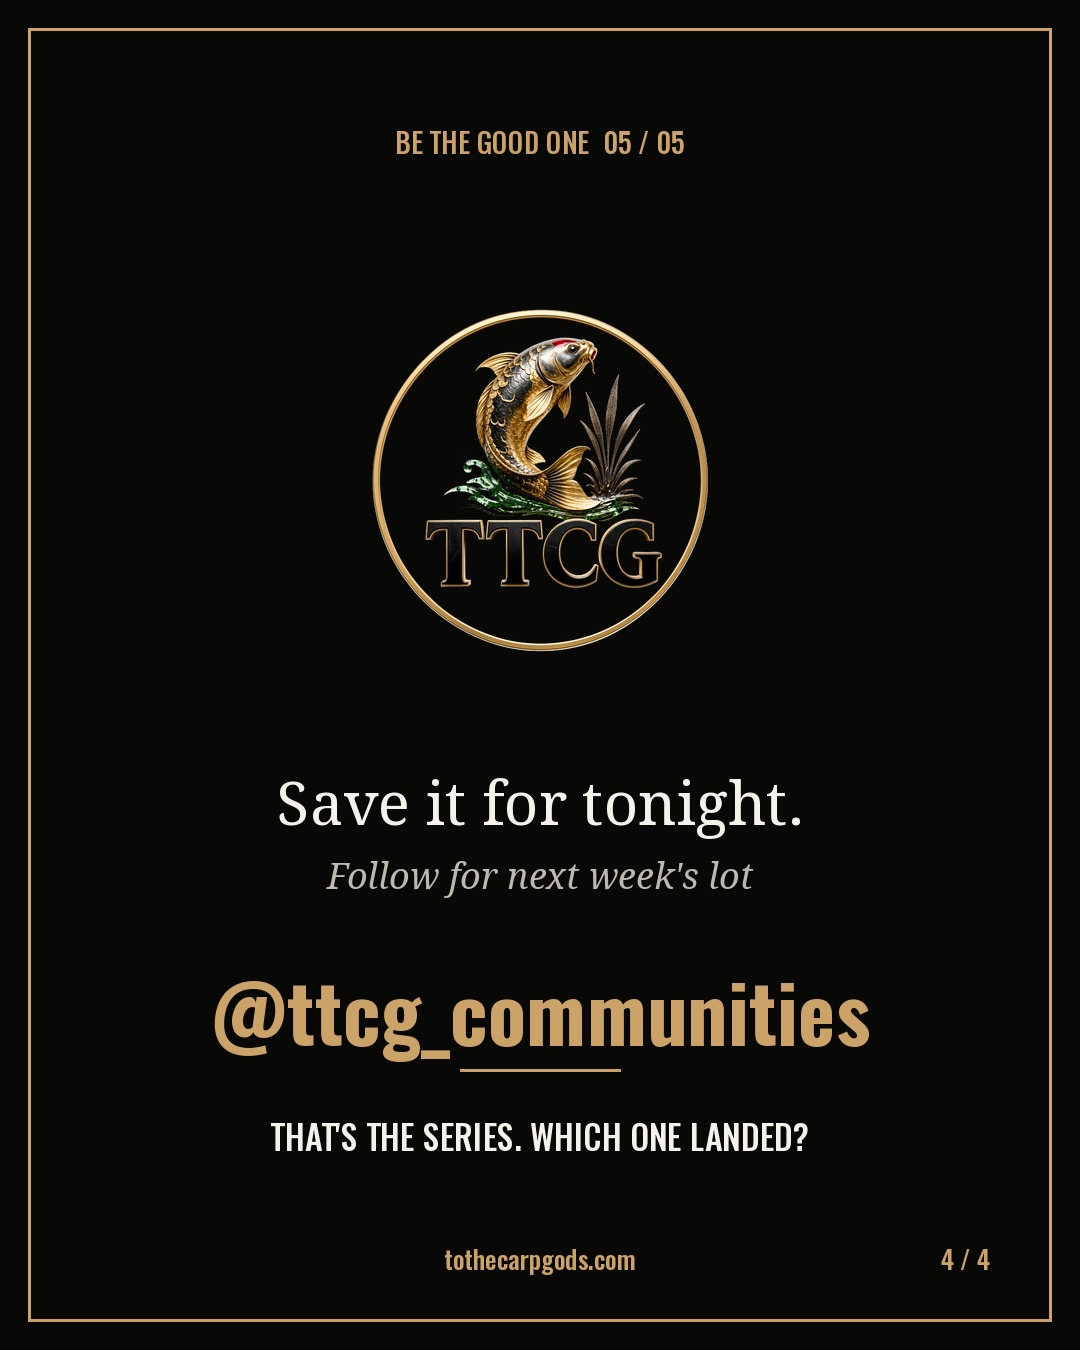 BE THE GOOD ONE 05 / 05
TTCG
Save it for tonight.
Follow for next week's lot
@ttcg_communities
THAT'S THE SERIES. WHICH ONE LANDED?
tothecarpgods.com
4 / 4